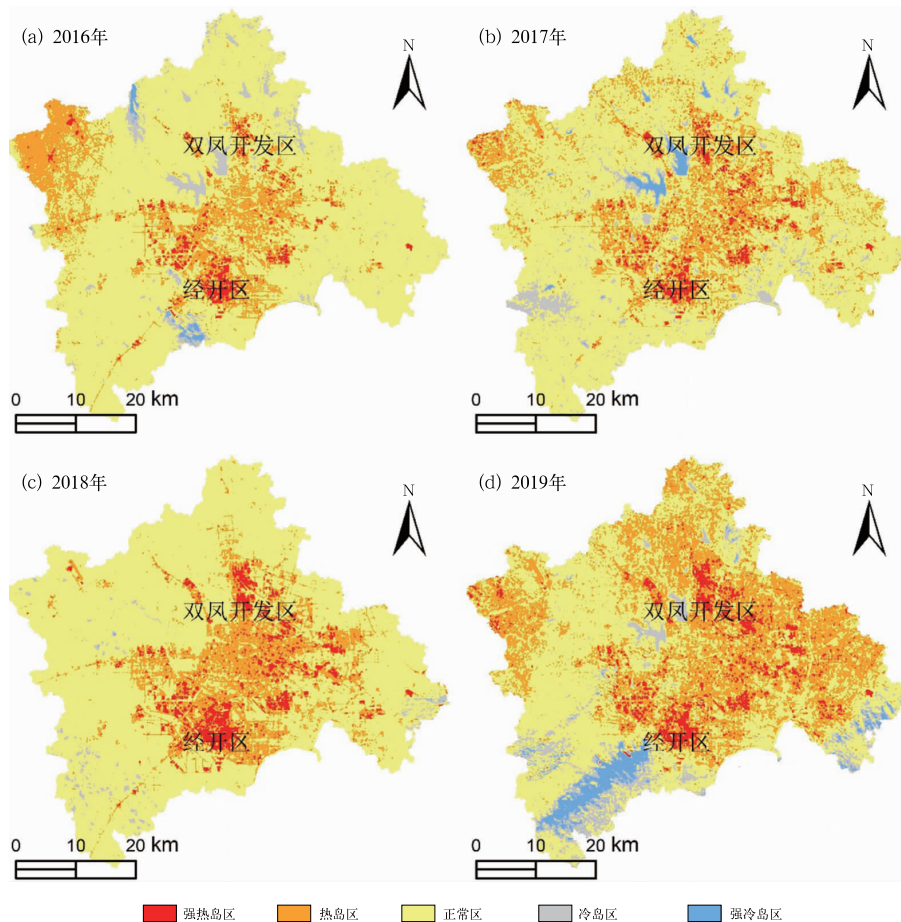 (a) 2016年
N
双凤开发区
经开区
0 10 20 km
(b) 2017年
N
双凤开发区
经开区
0 10 20 km
(c) 2018年
N
双凤开发区
经开区
0 10 20 km
(d) 2019年
N
双凤开发区
经开区
0 10 20 km
强热岛区 热岛区 正常区 冷岛区 强冷岛区